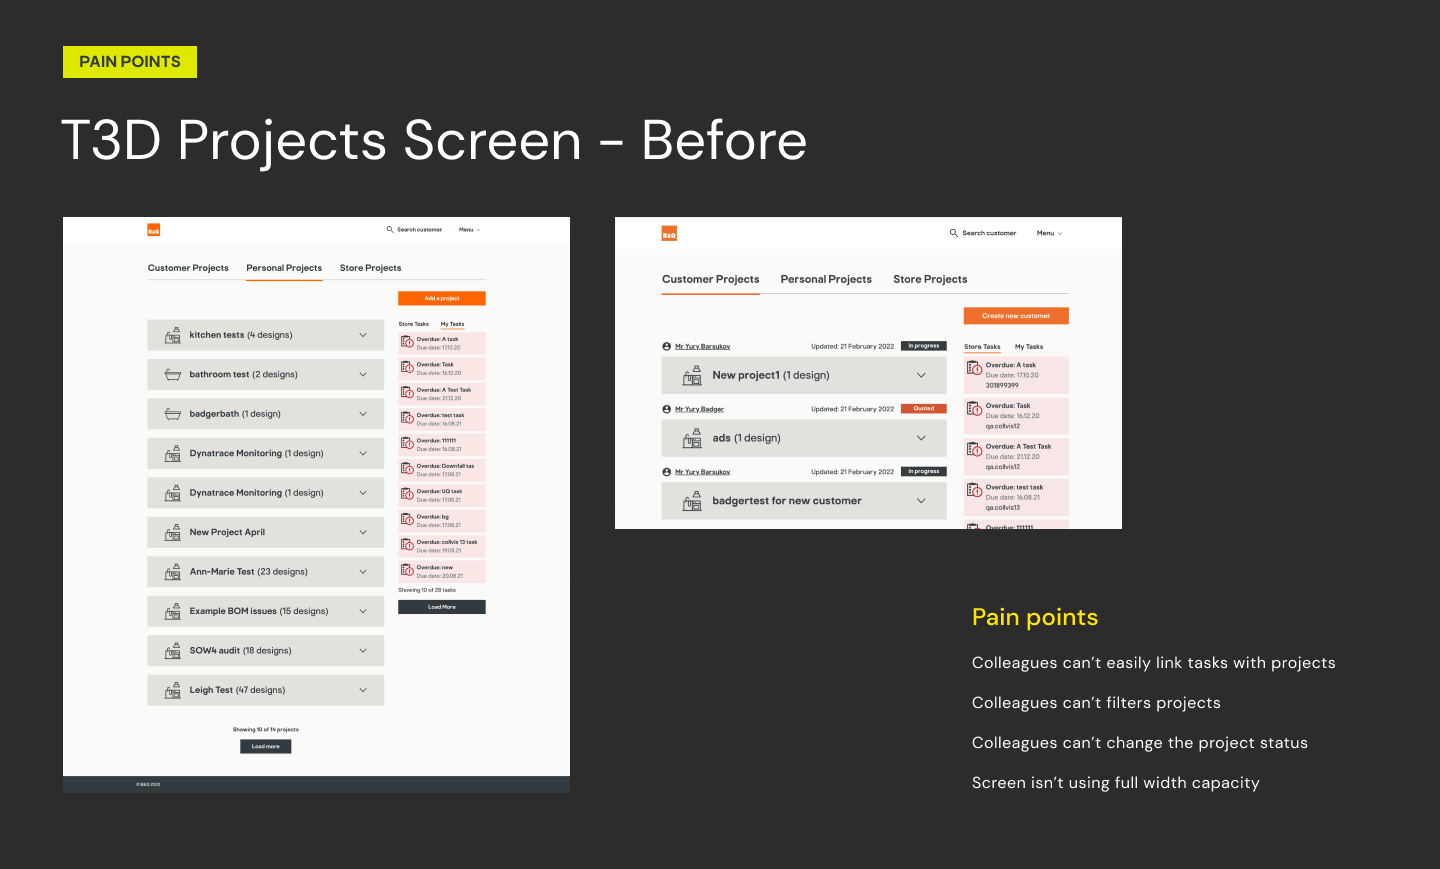 PAIN POINTS
T3D Projects Screen - Before
B&Q
Search customer
Menu
Customer Projects
Personal Projects
Store Projects
Add a project
kitchen tests (4 designs)
bathroom test (2 designs)
badgerbath (1 design)
Dynatrace Monitoring (1 design)
Dynatrace Monitoring (1 design)
New Project April
Ann-Marie Test (23 designs)
Example BOM issues (15 designs)
SOW4 audit (18 designs)
Leigh Test (47 designs)
Showing 10 of 14 projects
Load more
Store Tasks
My Tasks
Overdue: A task
Due date: 17.10.20
Overdue: Task
Due date: 16.12.20
Overdue: A Test Task
Due date: 21.12.20
Overdue: test task
Due date: 16.08.21
Overdue: 111111
Due date: 16.08.21
Overdue: Downfall tas
Due date: 17.08.21
Overdue: UQ task
Due date: 17.08.21
Overdue: bg
Due date: 17.08.21
Overdue: collvis 13 task
Due date: 19.08.21
Overdue: new
Due date: 20.08.21
Showing 10 of 28 tasks
Load More
© B&Q 2022
B&Q
Search customer
Menu
Customer Projects
Personal Projects
Store Projects
Create new customer
Mr Yury Barsukov
Updated: 21 February 2022
In progress
New project1 (1 design)
Mr Yury Badger
Updated: 21 February 2022
Quoted
ads (1 design)
Mr Yury Barsukov
Updated: 21 February 2022
In progress
badgertest for new customer
Store Tasks
My Tasks
Overdue: A task
Due date: 17.10.20
301899399
Overdue: Task
Due date: 16.12.20
qa.collvis12
Overdue: A Test Task
Due date: 21.12.20
qa.collvis12
Overdue: test task
Due date: 16.08.21
qa.collvis13
Overdue: 111111
Pain points
Colleagues can’t easily link tasks with projects
Colleagues can’t filters projects
Colleagues can’t change the project status
Screen isn’t using full width capacity